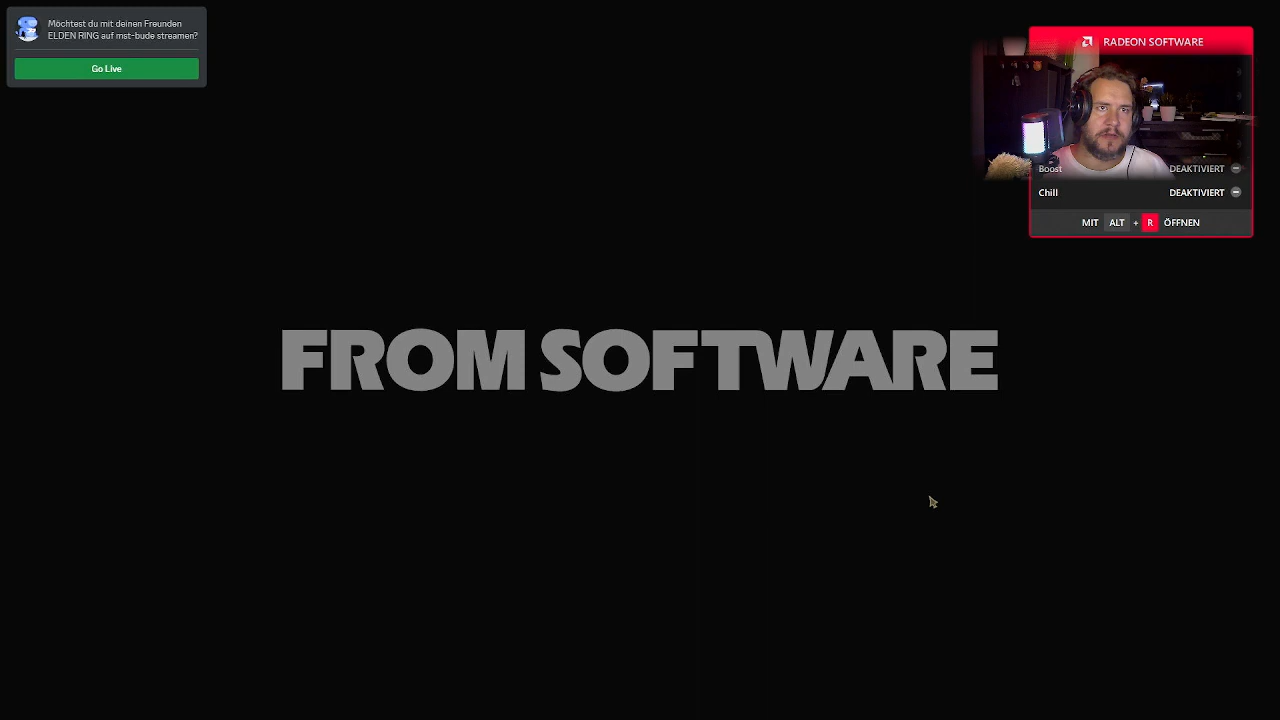 Möchtest du mit deinen Freunden
ELDEN RING auf mst-bude streamen?
Go Live
RADEON SOFTWARE
Boost DEAKTIVIERT
Chill DEAKTIVIERT
MIT ALT + R ÖFFNEN
FROM SOFTWARE